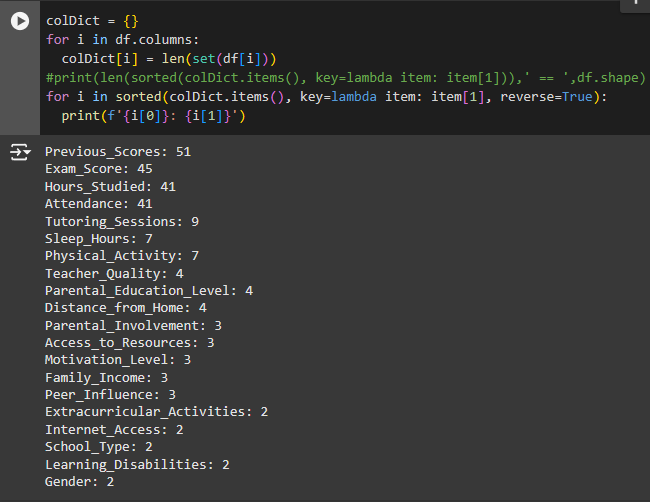 colDict = {}
for i in df.columns:
  colDict[i] = len(set(df[i]))
#print(len(sorted(colDict.items(), key=lambda item: item[1])),' == ',df.shape)
for i in sorted(colDict.items(), key=lambda item: item[1], reverse=True):
  print(f'{i[0]}: {i[1]}')
Previous_Scores: 51
Exam_Score: 45
Hours_Studied: 41
Attendance: 41
Tutoring_Sessions: 9
Sleep_Hours: 7
Physical_Activity: 7
Teacher_Quality: 4
Parental_Education_Level: 4
Distance_from_Home: 4
Parental_Involvement: 3
Access_to_Resources: 3
Motivation_Level: 3
Family_Income: 3
Peer_Influence: 3
Extracurricular_Activities: 2
Internet_Access: 2
School_Type: 2
Learning_Disabilities: 2
Gender: 2